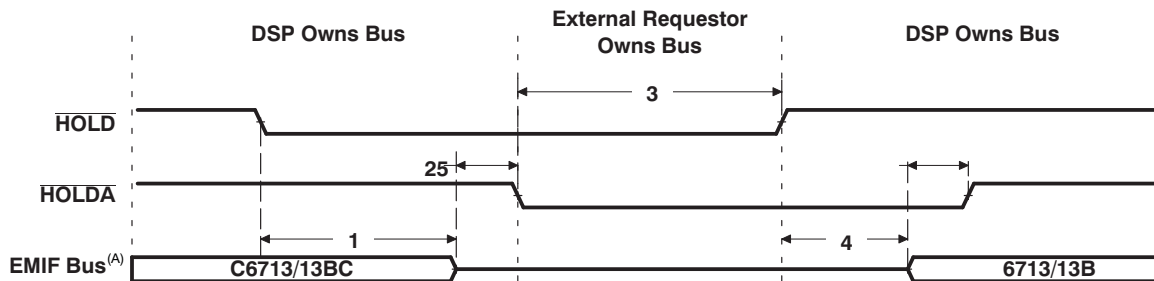 DSP Owns Bus
External Requestor
Owns Bus
DSP Owns Bus
3
HOLD
25
HOLDA
1
4
EMIF Bus(A)
C6713/13BC
6713/13B